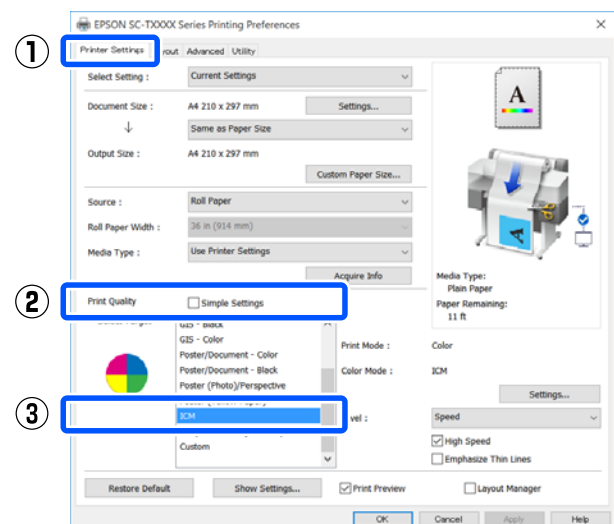 EPSON SC-TXXXX Series Printing Preferences
①
Printer Settings
Advanced
Utility
Select Setting :
Current Settings
Document Size :
A4 210 x 297 mm
Settings...
Same as Paper Size
Output Size :
A4 210 x 297 mm
Custom Paper Size...
A
Source :
Roll Paper
Roll Paper Width :
36 in (914 mm)
Media Type :
Use Printer Settings
Acquire Info
Media Type:
Plain Paper
Paper Remaining:
11 ft
②
Print Quality
Simple Settings
GIS - Black
GIS - Color
Poster/Document - Color
Poster/Document - Black
Poster (Photo)/Perspective
③
ICM
Custom
Print Mode :
Color
Color Mode :
ICM
Settings...
Speed
High Speed
Emphasize Thin Lines
Restore Default
Show Settings...
Print Preview
Layout Manager
OK
Cancel
Apply
Help